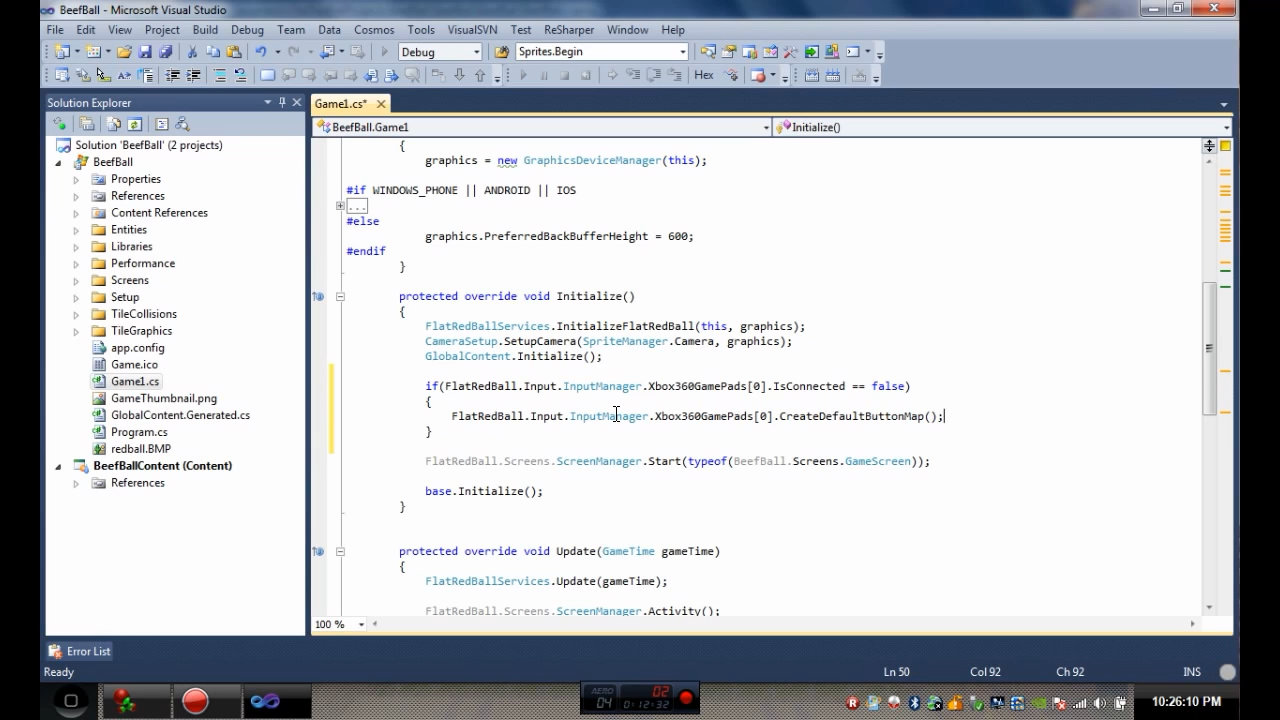 BeefBall - Microsoft Visual Studio
File Edit View Project Build Debug Team Data Cosmos Tools VisualSVN Test ReSharper Window Help
Debug Sprites.Begin
Hex
Solution Explorer
Game1.cs*
BeefBall.Game1 Initialize()
Solution 'BeefBall' (2 projects)
BeefBall
Properties
References
Content References
Entities
Libraries
Performance
Screens
Setup
TileCollisions
TileGraphics
app.config
Game.ico
Game1.cs
GameThumbnail.png
GlobalContent.Generated.cs
Program.cs
redball.BMP
BeefBallContent (Content)
References
{
graphics = new GraphicsDeviceManager(this);
#if WINDOWS_PHONE || ANDROID || IOS
...
#else
graphics.PreferredBackBufferHeight = 600;
#endif
}
protected override void Initialize()
{
FlatRedBallServices.InitializeFlatRedBall(this, graphics);
CameraSetup.SetupCamera(SpriteManager.Camera, graphics);
GlobalContent.Initialize();
if(FlatRedBall.Input.InputManager.Xbox360GamePads[0].IsConnected == false)
{
FlatRedBall.Input.InputManager.Xbox360GamePads[0].CreateDefaultButtonMap();
}
FlatRedBall.Screens.ScreenManager.Start(typeof(BeefBall.Screens.GameScreen));
base.Initialize();
}
protected override void Update(GameTime gameTime)
{
FlatRedBallServices.Update(gameTime);
FlatRedBall.Screens.ScreenManager.Activity();
100 %
Error List
Ready Ln 50 Col 92 Ch 92 INS
AERO 04 02 0:12:32
10:26:10 PM